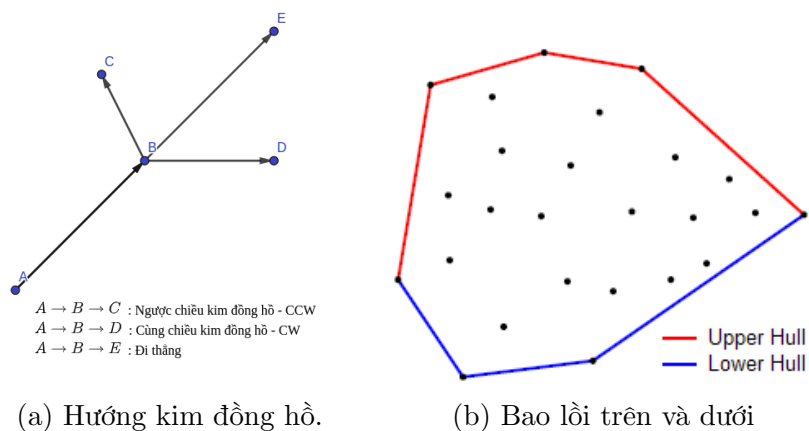 E
C
B
D
A
A → B → C : Ngược chiều kim đồng hồ - CCW
A → B → D : Cùng chiều kim đồng hồ - CW
A → B → E : Đi thẳng
Upper Hull
Lower Hull
(a) Hướng kim đồng hồ.
(b) Bao lồi trên và dưới